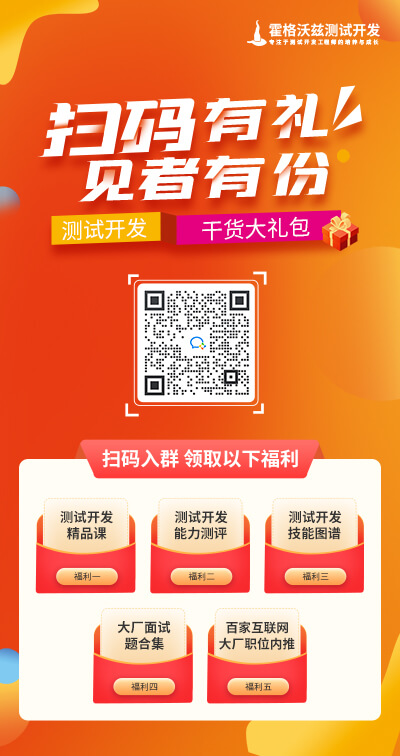 霍格沃兹测试开发
专注于测试开发工程师的培养与成长
扫码有礼
见者有份
测试开发
干货大礼包
扫码入群 领取以下福利
测试开发
精品课
福利一
测试开发
能力测评
福利二
测试开发
技能图谱
福利三
大厂面试
题合集
福利四
百家互联网
大厂职位内推
福利五